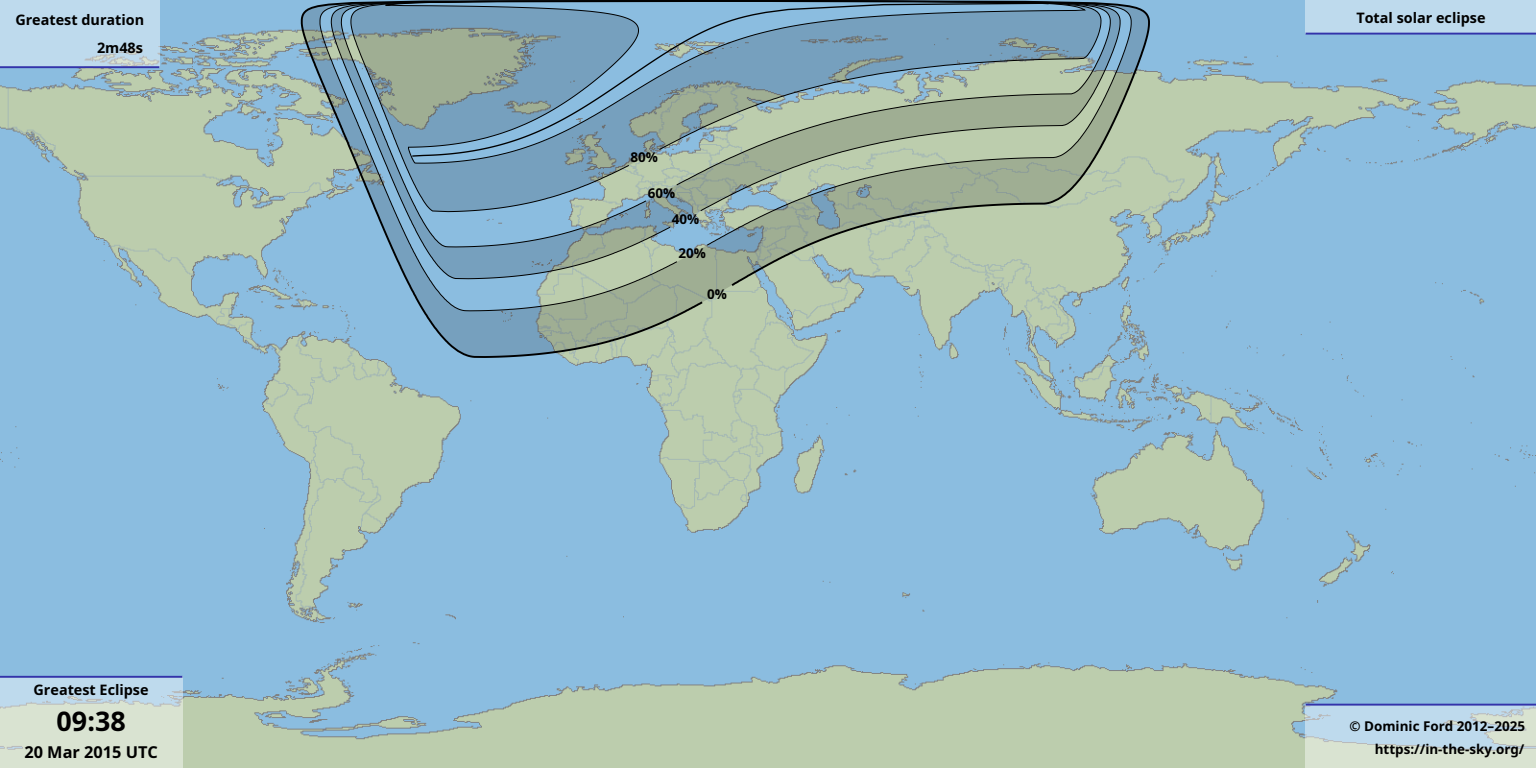 Greatest duration
2m48s
Total solar eclipse
80%
60%
40%
20%
0%
Greatest Eclipse
09:38
20 Mar 2015 UTC
© Dominic Ford 2012–2025
https://in-the-sky.org/